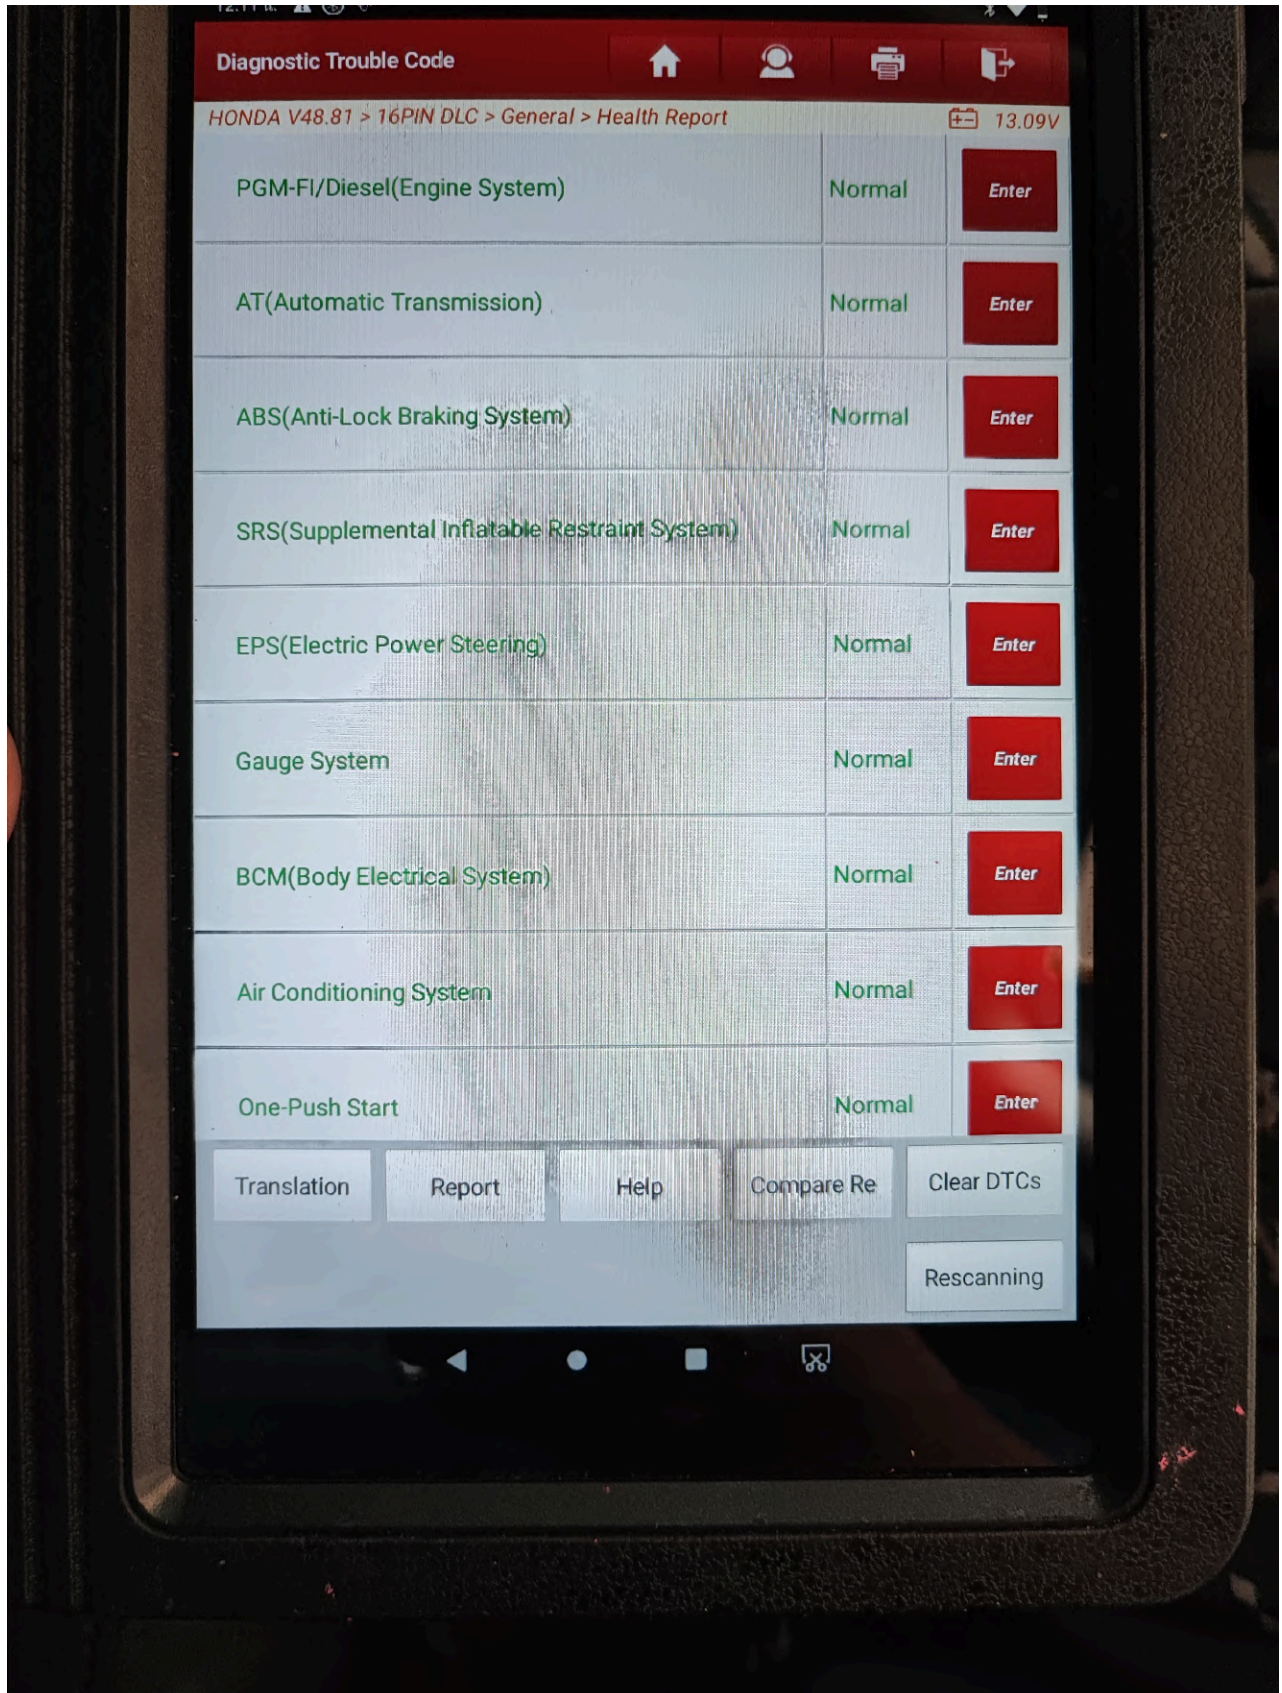 Diagnostic Trouble Code
HONDA V48.81 > 16PIN DLC > General > Health Report 13.09V
PGM-FI/Diesel(Engine System) Normal Enter
AT(Automatic Transmission) Normal Enter
ABS(Anti-Lock Braking System) Normal Enter
SRS(Supplemental Inflatable Restraint System) Normal Enter
EPS(Electric Power Steering) Normal Enter
Gauge System Normal Enter
BCM(Body Electrical System) Normal Enter
Air Conditioning System Normal Enter
One-Push Start Normal Enter
Translation Report Help Compare Re Clear DTCs
Rescanning